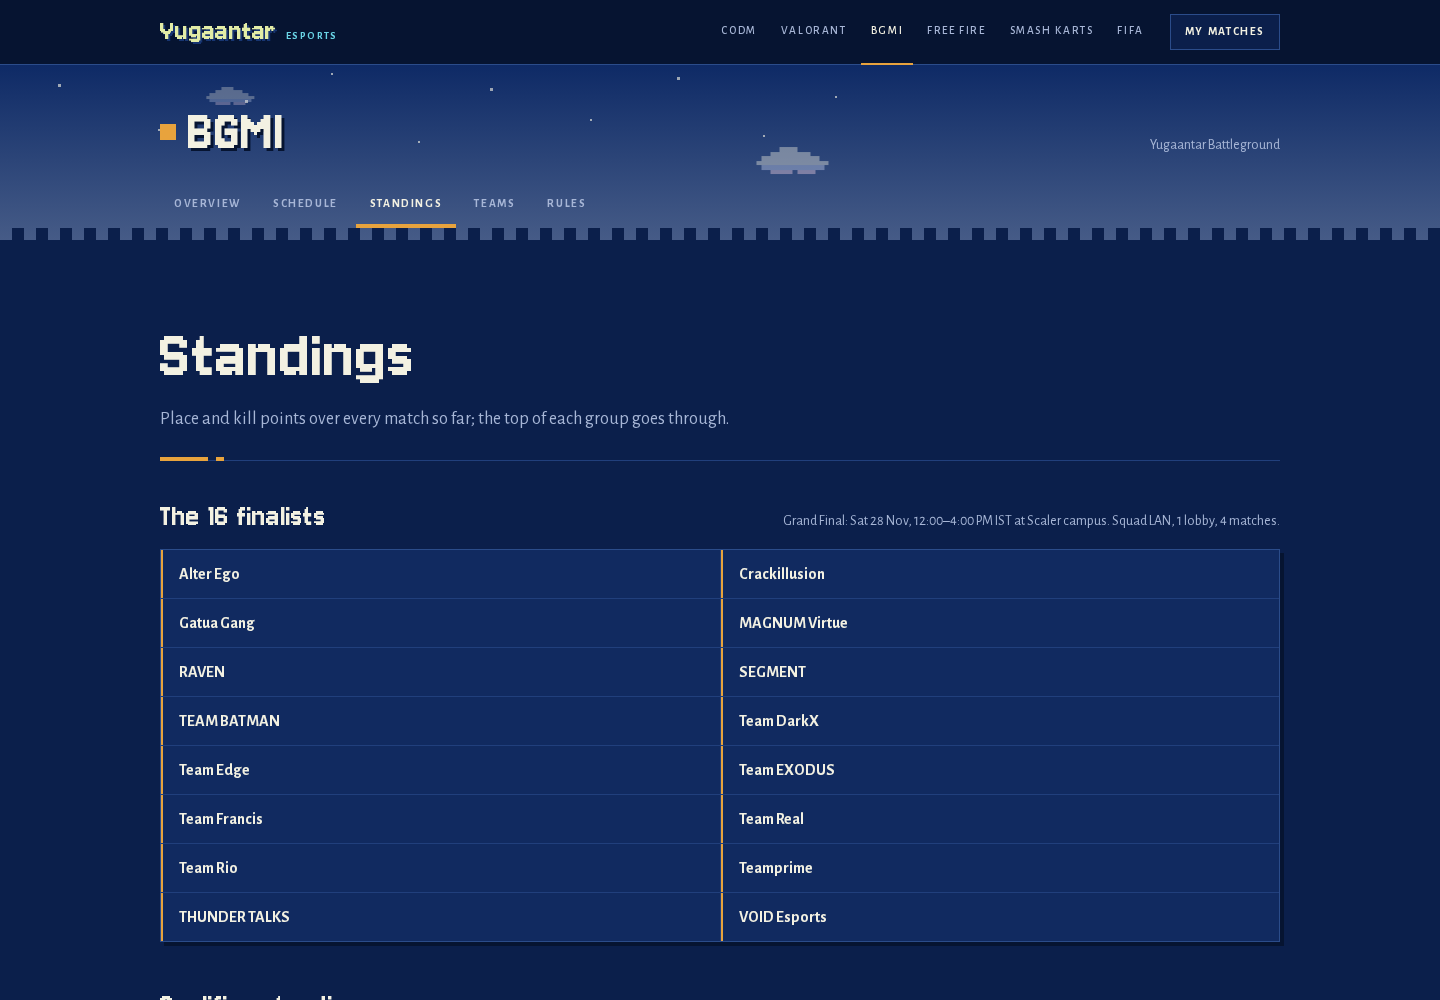 Yugaantar ESPORTS
CODM VALORANT BGMI FREE FIRE SMASH KARTS FIFA MY MATCHES
BGMI
Yugaantar Battleground
OVERVIEW SCHEDULE STANDINGS TEAMS RULES
Standings
Place and kill points over every match so far; the top of each group goes through.
The 16 finalists
Grand Final: Sat 28 Nov, 12:00–4:00 PM IST at Scaler campus. Squad LAN, 1 lobby, 4 matches.
Alter Ego Crackillusion
Gatua Gang MAGNUM Virtue
RAVEN SEGMENT
TEAM BATMAN Team DarkX
Team Edge Team EXODUS
Team Francis Team Real
Team Rio Teamprime
THUNDER TALKS VOID Esports